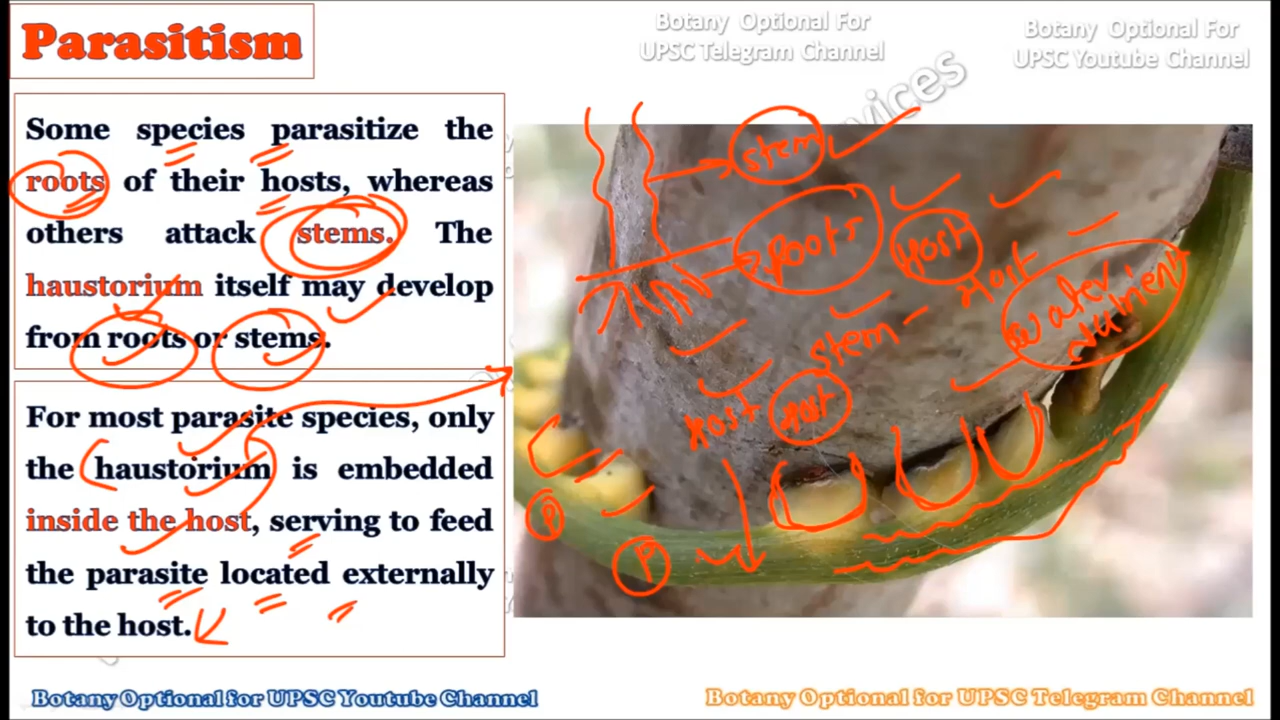 Parasitism
Botany Optional For
UPSC Telegram Channel
Botany Optional For
UPSC Youtube Channel
vices
Some species parasitize the
roots of their hosts, whereas
others attack stems. The
haustorium itself may develop
from roots or stems.
For most parasite species, only
the haustorium is embedded
inside the host, serving to feed
the parasite located externally
to the host.
stem
Roots
Host
Host
water
nutrient
stem
Host
Host
P
P
Botany Optional for UPSC Youtube Channel
Botany Optional for UPSC Telegram Channel